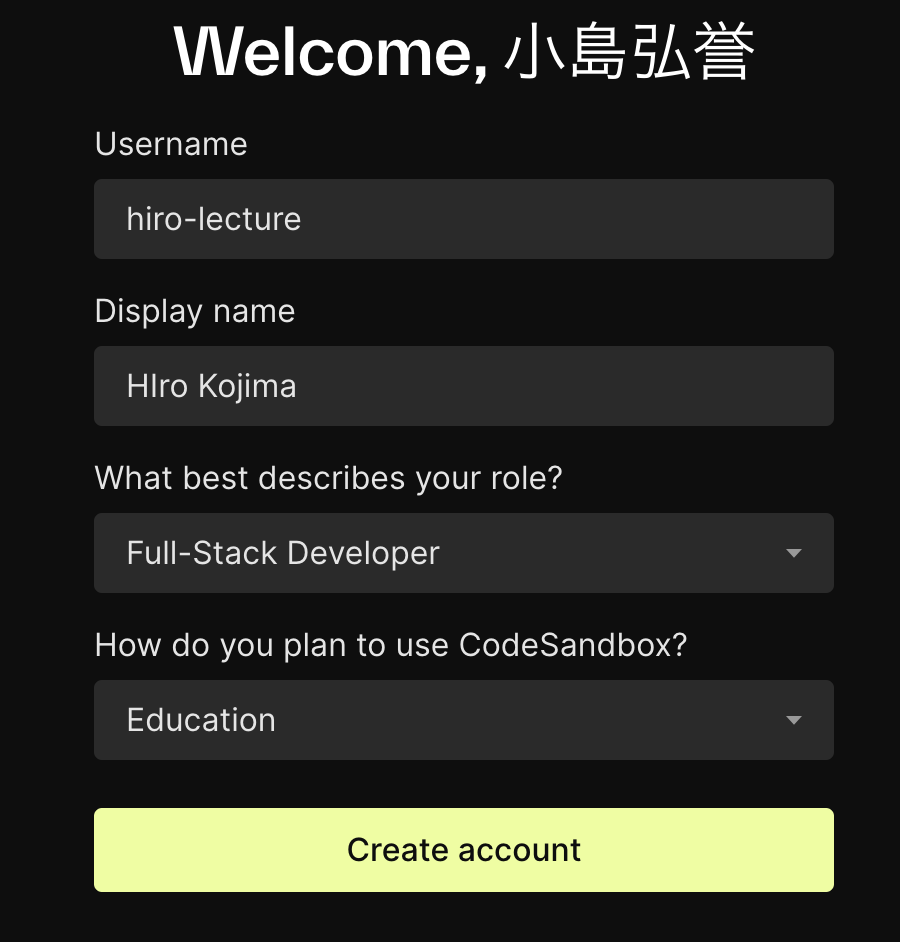 Welcome, 小島弘誉
Username
hiro-lecture
Display name
HIro Kojima
What best describes your role?
Full-Stack Developer
How do you plan to use CodeSandbox?
Education
Create account